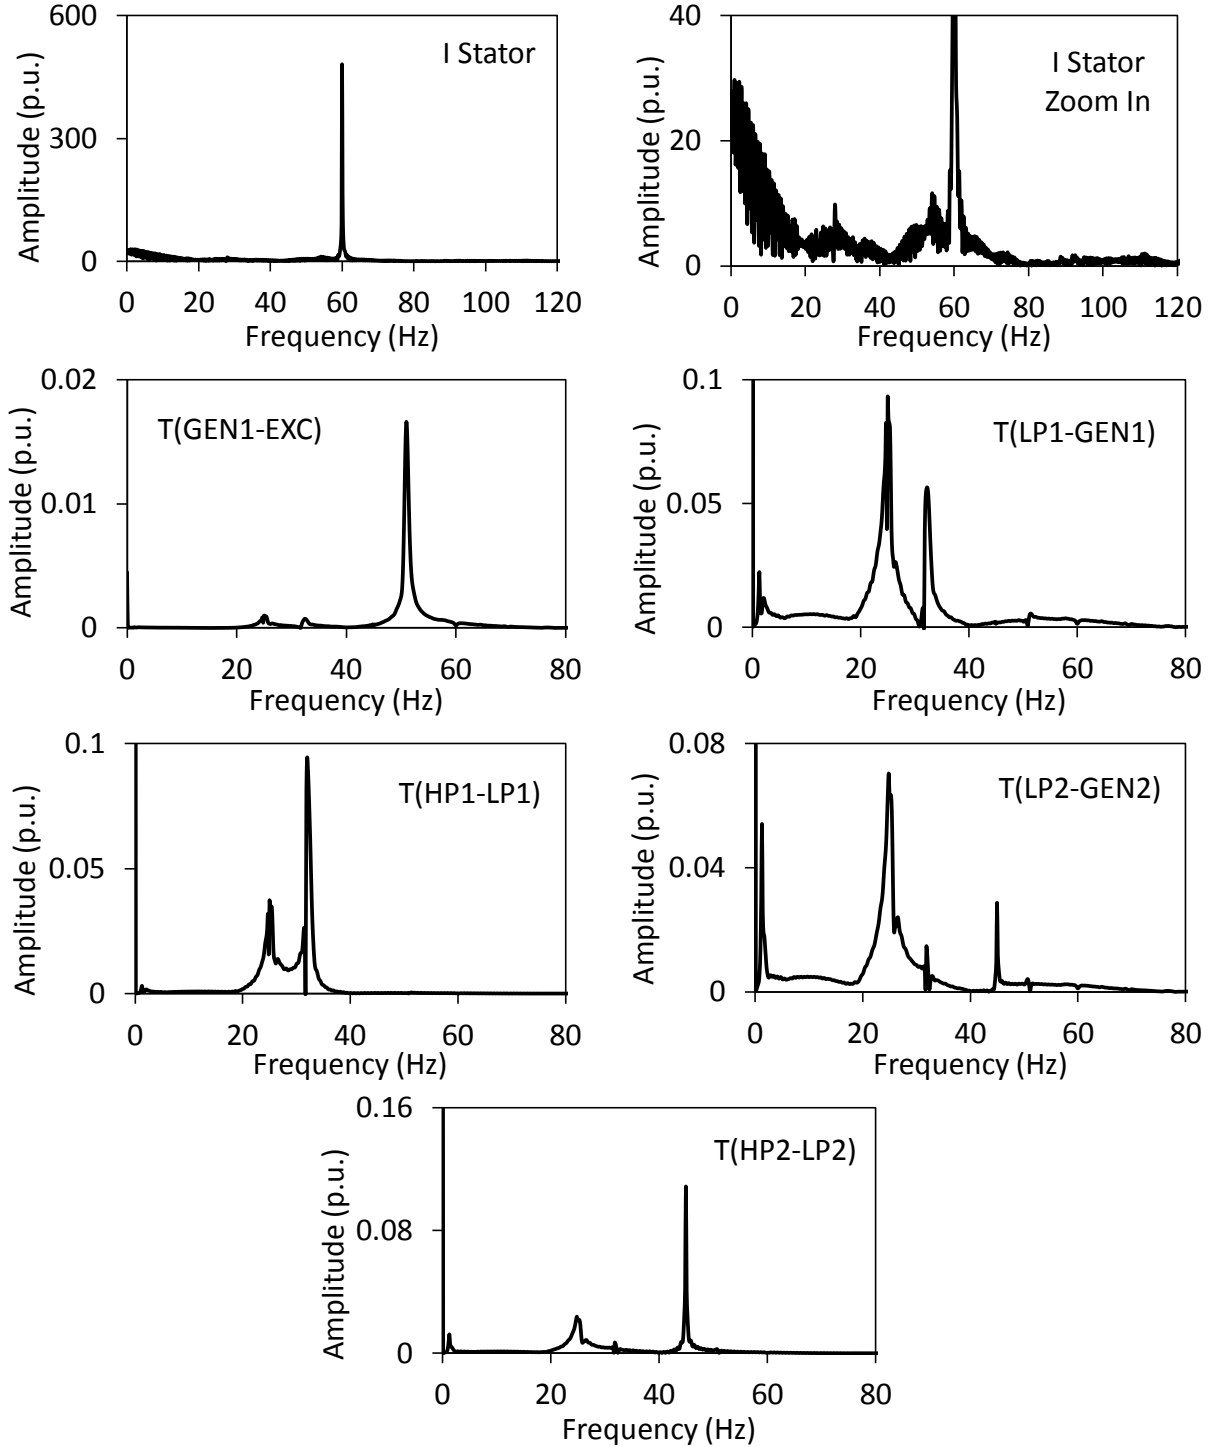 600
300
0
0 20 40 60 80 100 120
Amplitude (p.u.)
Frequency (Hz)
I Stator
40
20
0
0 20 40 60 80 100 120
Amplitude (p.u.)
Frequency (Hz)
I Stator
Zoom In
0.02
0.01
0
0 20 40 60 80
Amplitude (p.u.)
Frequency (Hz)
T(GEN1-EXC)
0.1
0.05
0
0 20 40 60 80
Amplitude (p.u.)
Frequency (Hz)
T(LP1-GEN1)
0.1
0.05
0
0 20 40 60 80
Amplitude (p.u.)
Frequency (Hz)
T(HP1-LP1)
0.08
0.04
0
0 20 40 60 80
Amplitude (p.u.)
Frequency (Hz)
T(LP2-GEN2)
0.16
0.08
0
0 20 40 60 80
Amplitude (p.u.)
Frequency (Hz)
T(HP2-LP2)